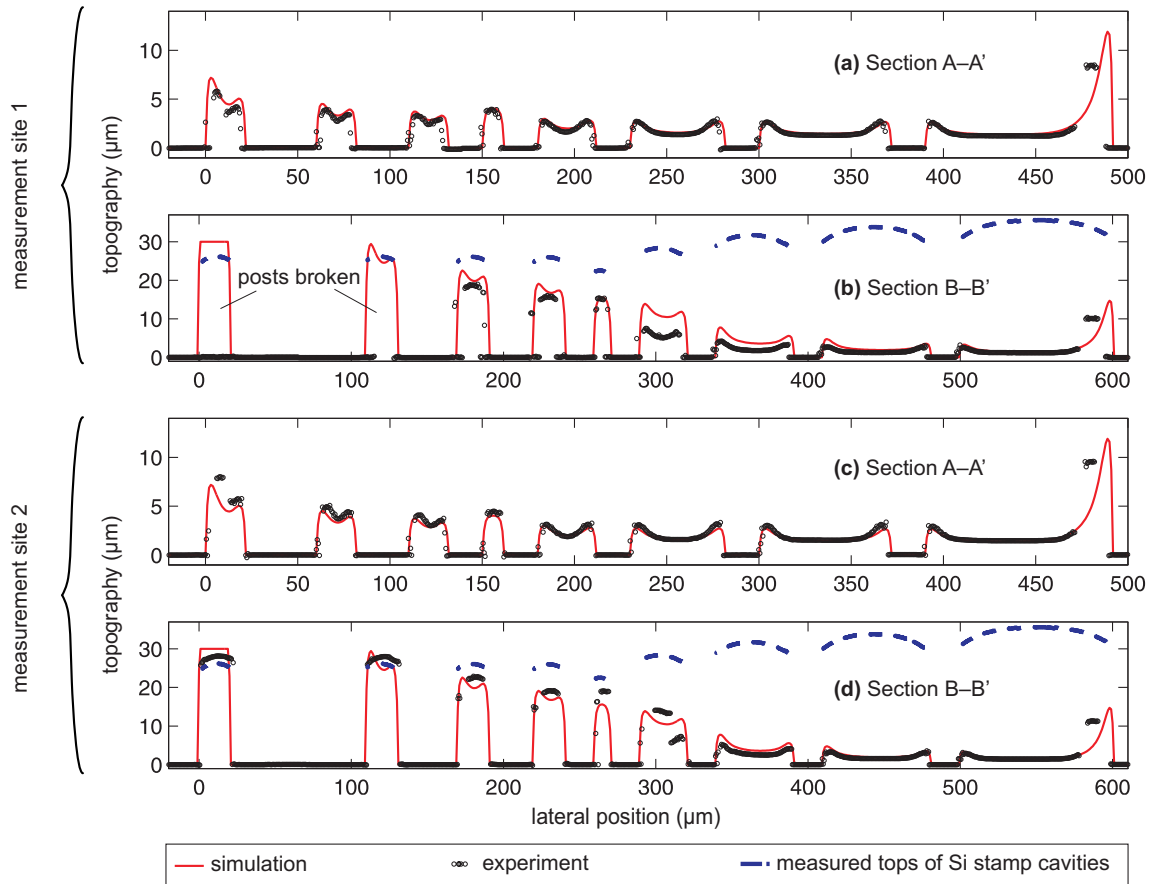 measurement site 1
topography (µm)
10
5
0
(a) Section A–A'
0 50 100 150 200 250 300 350 400 450 500
30
20
10
0
posts broken
(b) Section B–B'
0 100 200 300 400 500 600
measurement site 2
topography (µm)
10
5
0
(c) Section A–A'
0 50 100 150 200 250 300 350 400 450 500
30
20
10
0
(d) Section B–B'
0 100 200 300 400 500 600
lateral position (µm)
simulation experiment measured tops of Si stamp cavities